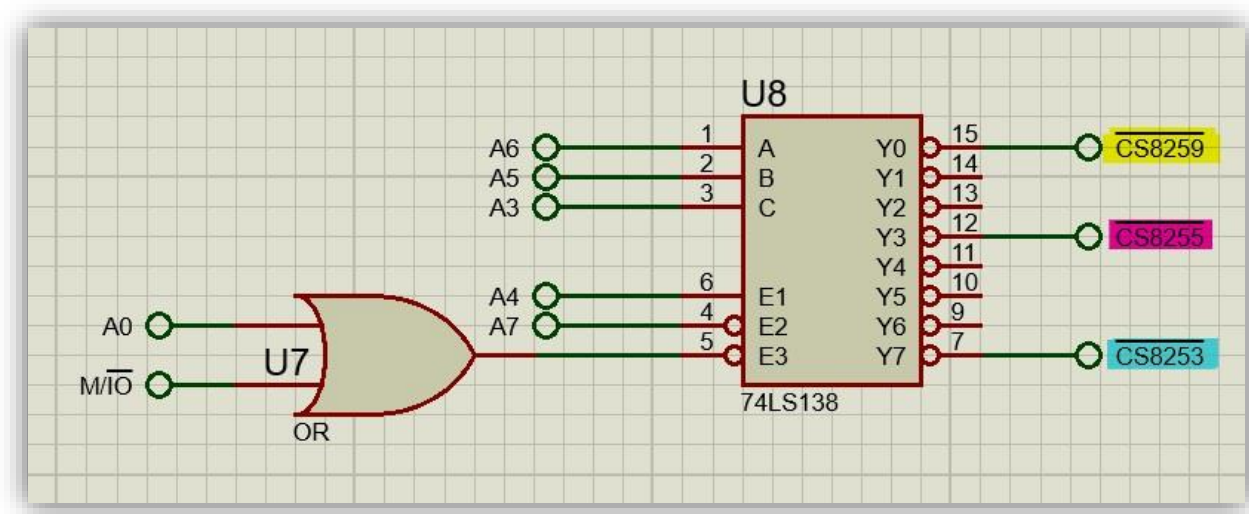 U8
A6 1 A Y0 15 CS8259
A5 2 B Y1 14
A3 3 C Y2 13
Y3 12 CS8255
Y4 11
A4 6 E1 Y5 10
A7 4 E2 Y6 9
5 E3 Y7 7 CS8253
74LS138
A0
U7
M/IO
OR